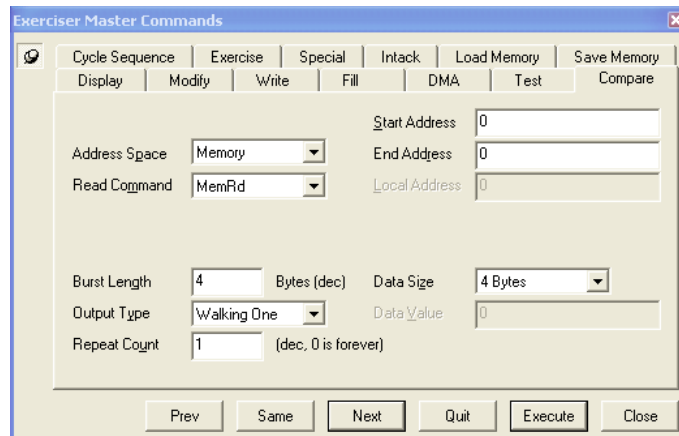 Exerciser Master Commands
Cycle Sequence Exercise Special Intack Load Memory Save Memory
Display Modify Write Fill DMA Test Compare
Start Address 0
Address Space Memory End Address 0
Read Command MemRd Local Address 0
Burst Length 4 Bytes (dec) Data Size 4 Bytes
Output Type Walking One Data Value 0
Repeat Count 1 (dec, 0 is forever)
Prev Same Next Quit Execute Close